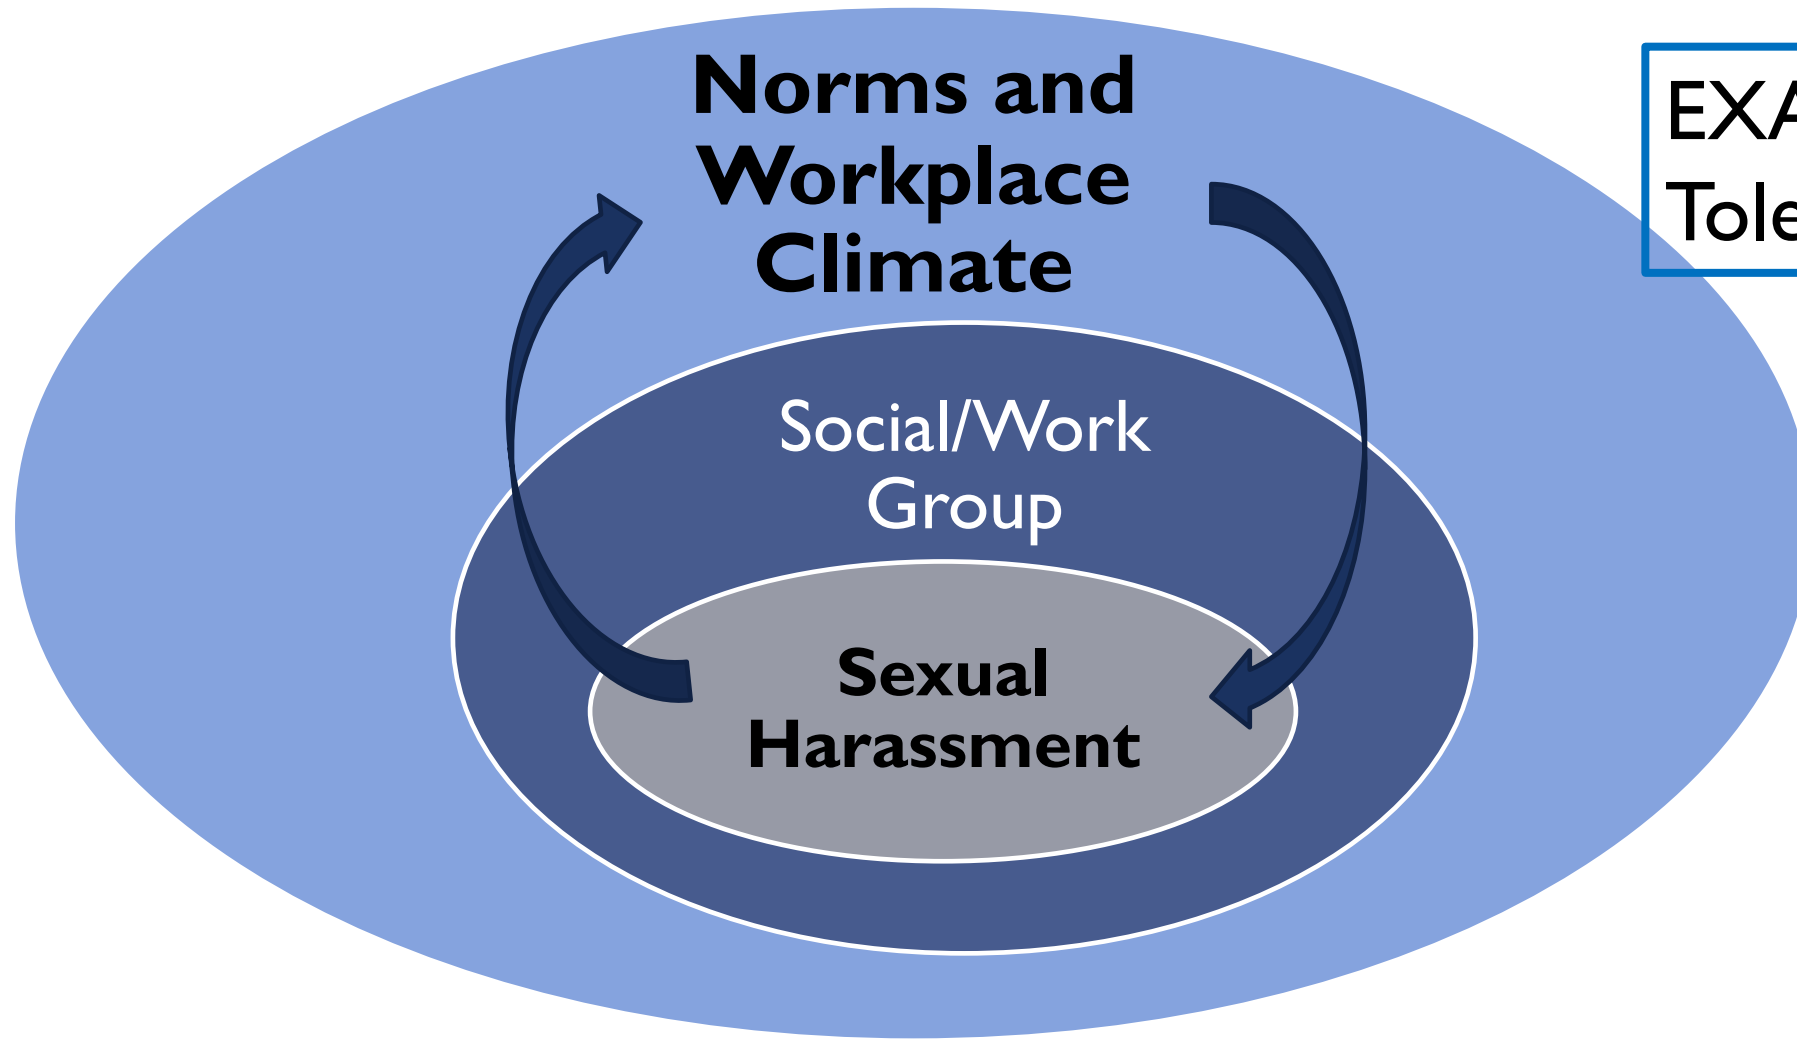 Norms and
Workplace
Climate
Social/Work
Group
Sexual
Harassment